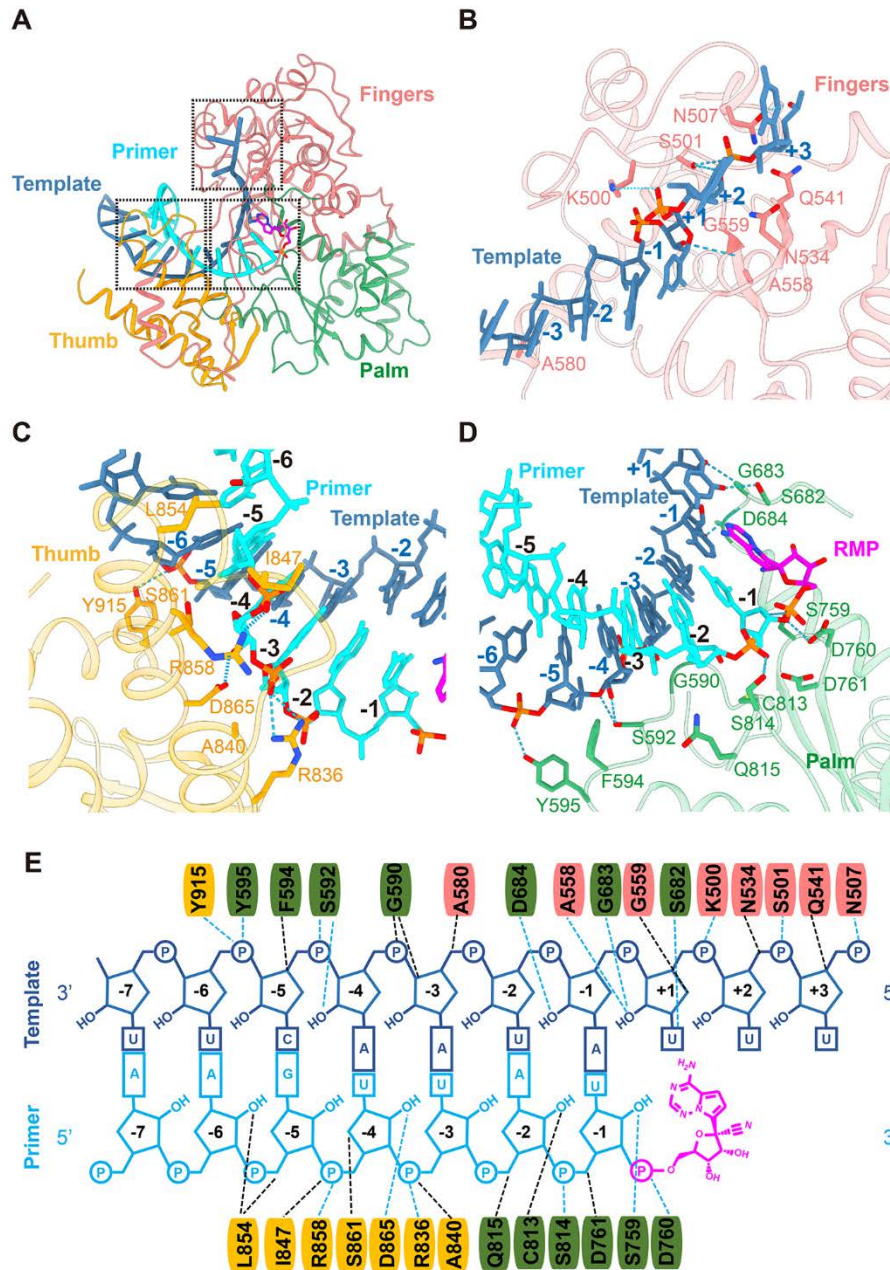 A
Fingers
Primer
Template
Thumb
Palm
B
Fingers
N507
S501
+3
K500
+2
Q541
+1
G559
N534
Template
-1
A558
-2
-3
A580
C
-6
Primer
L854
-5
Template
Thumb
-6
I847
-2
-5
-3
Y915
S861
-4
-4
-3
R858
-2
D865
-1
A840
R836
D
+1
G683
Template
S682
-1
D684
RMP
-5
-2
-4
-3
-1
S759
-6
-2
D760
-4
-3
-5
G590
D761
C813
S592
S814
F594
Q815
Palm
Y595
E
Y915 Y595 F594 S592 G590 A580 D684 A558 G683 G559 S682 K500 N534 S501 Q541 N507
P P P P P P P P P
Template 3' -7 -6 -5 -4 -3 -2 -1 +1 +2 +3 5
HO HO HO HO HO HO HO HO HO HO
U U C A A U A U U U
A A G U U A U
NH₂
N N N N
N
OH OH OH OH OH OH
Primer 5' -7 -6 -5 -4 -3 -2 -1 O OH 3
P P P P P P P P O OH
L854 I847 R858 S861 D865 R836 A840 Q815 C813 S814 D761 S759 D760